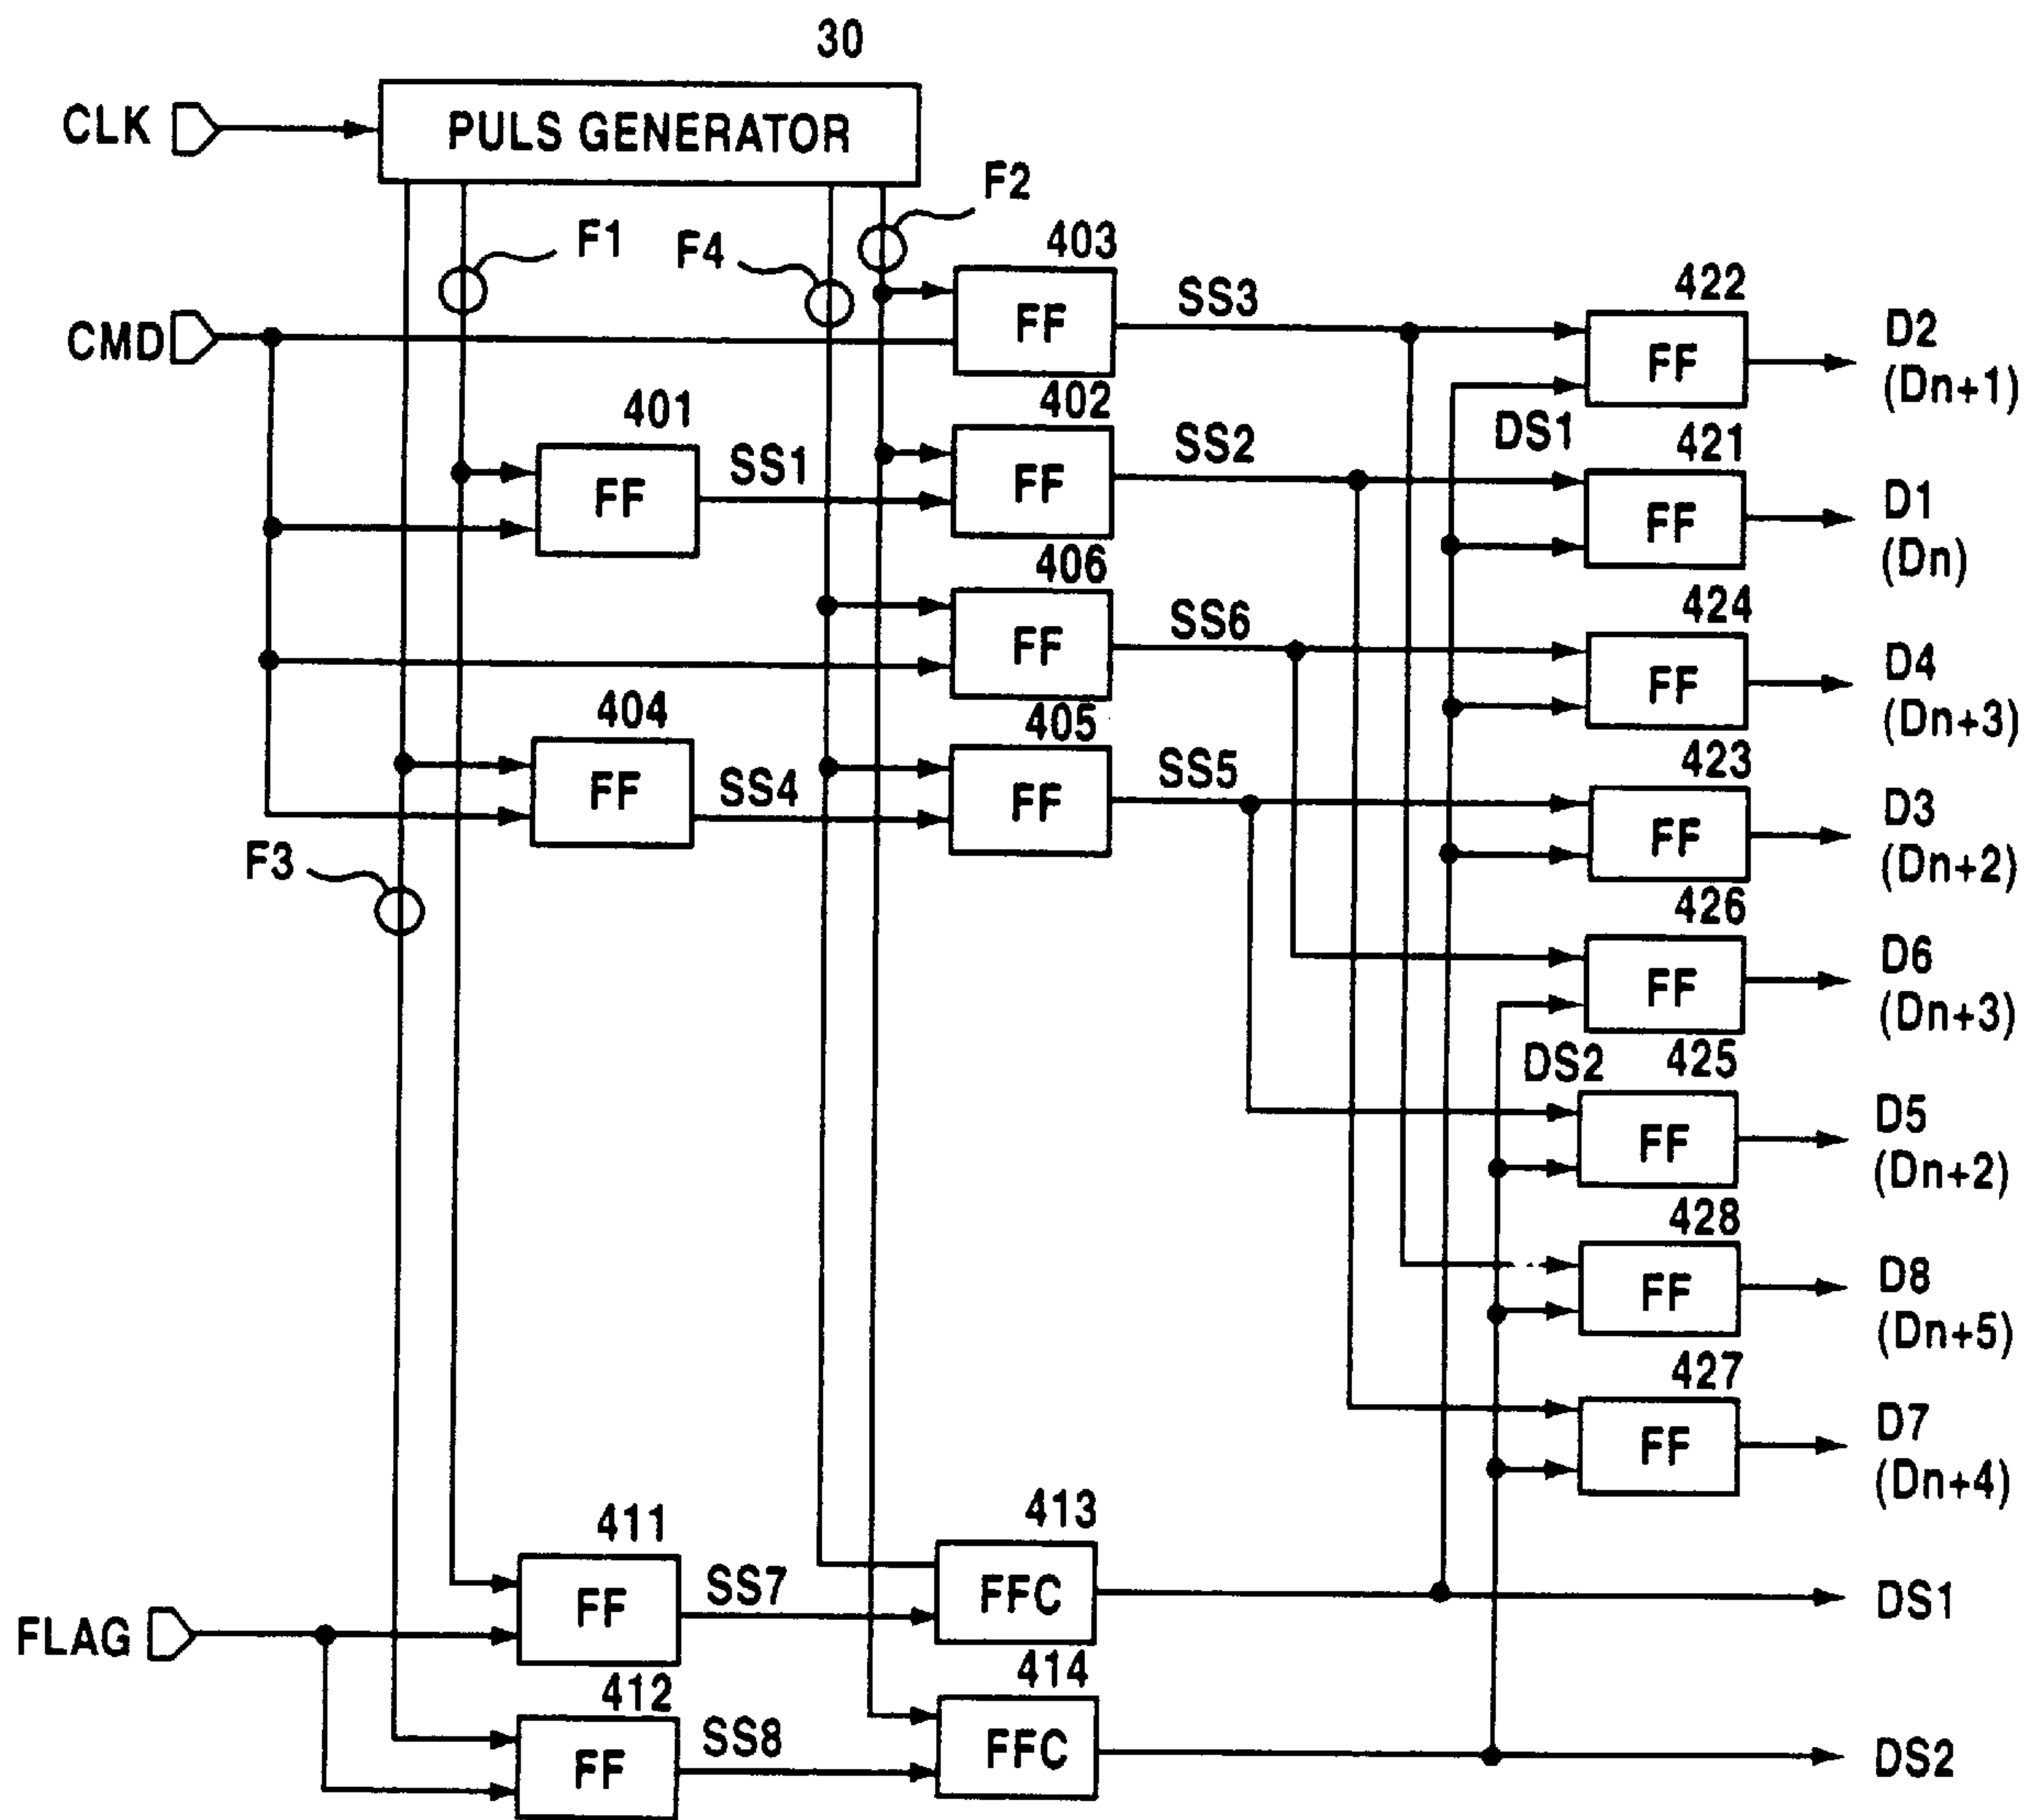 30
CLK
PULS GENERATOR
F2
F1
F4
403
CMD
FF
SS3
422
FF
D2
(Dn+1)
401
402
DS1
421
FF
SS1
FF
SS2
FF
D1
(Dn)
406
424
FF
SS6
FF
D4
(Dn+3)
404
405
423
FF
SS4
FF
SS5
FF
D3
(Dn+2)
F3
426
FF
D6
(Dn+3)
DS2
425
FF
D5
(Dn+2)
428
FF
D8
(Dn+5)
427
FF
D7
(Dn+4)
411
413
FLAG
FF
SS7
FFC
DS1
412
414
FF
SS8
FFC
DS2